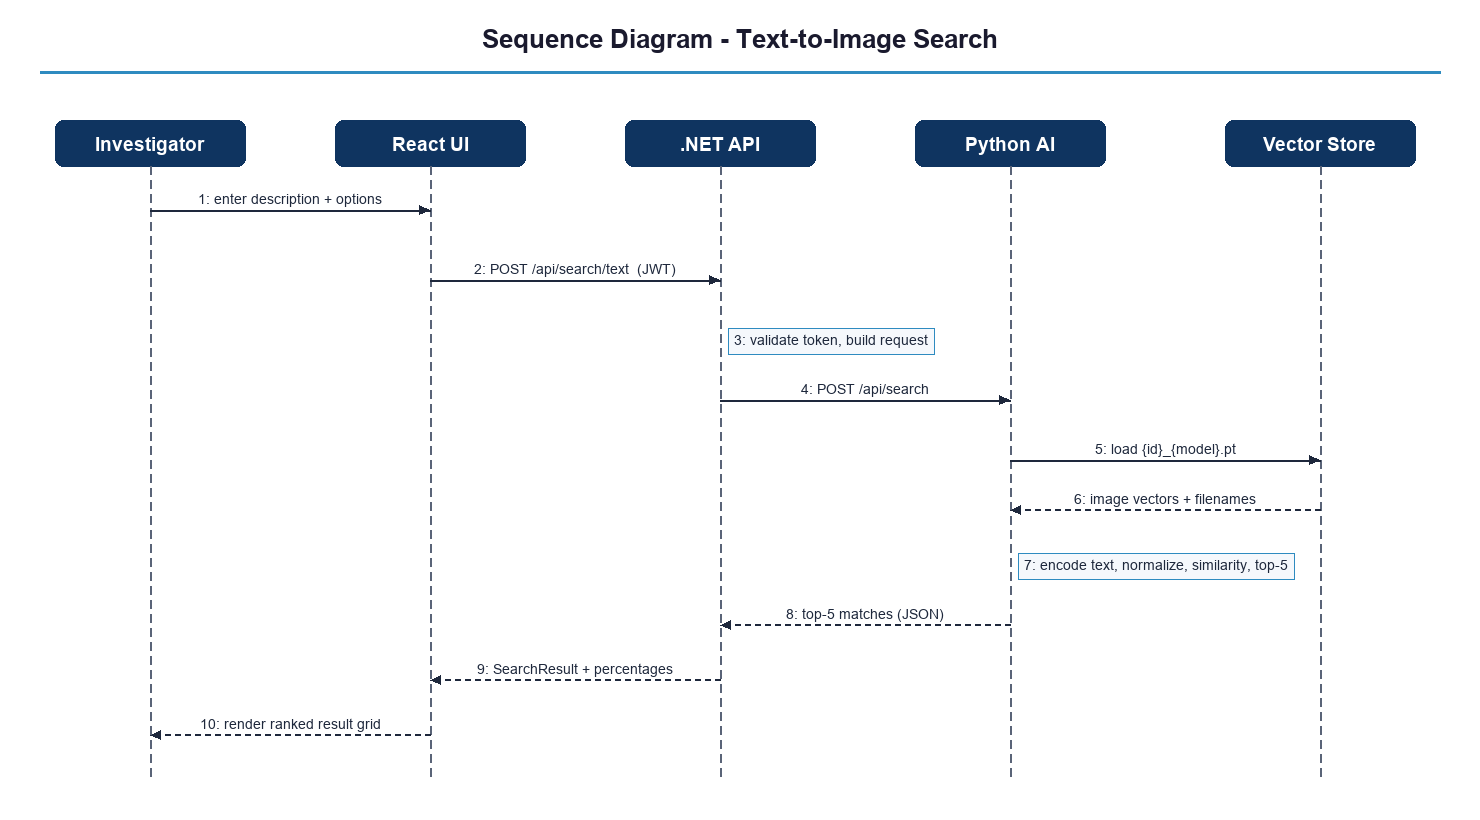 Sequence Diagram - Text-to-Image Search
Investigator
React UI
.NET API
Python AI
Vector Store
1: enter description + options
2: POST /api/search/text  (JWT)
3: validate token, build request
4: POST /api/search
5: load {id}_{model}.pt
6: image vectors + filenames
7: encode text, normalize, similarity, top-5
8: top-5 matches (JSON)
9: SearchResult + percentages
10: render ranked result grid